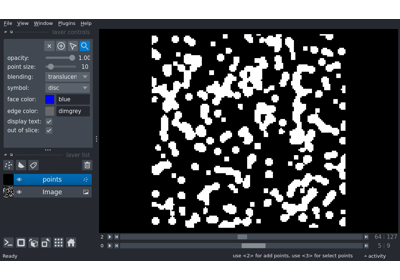 File View Window Plugins Help
layer controls
opacity: 1.00
point size: 10
blending: translucen
symbol: disc
face color: blue
edge color: dimgrey
display text:
out of slice:
layer list
points
Image
2 64 127
0 5 9
Ready use <2> for add points, use <3> for select points activity